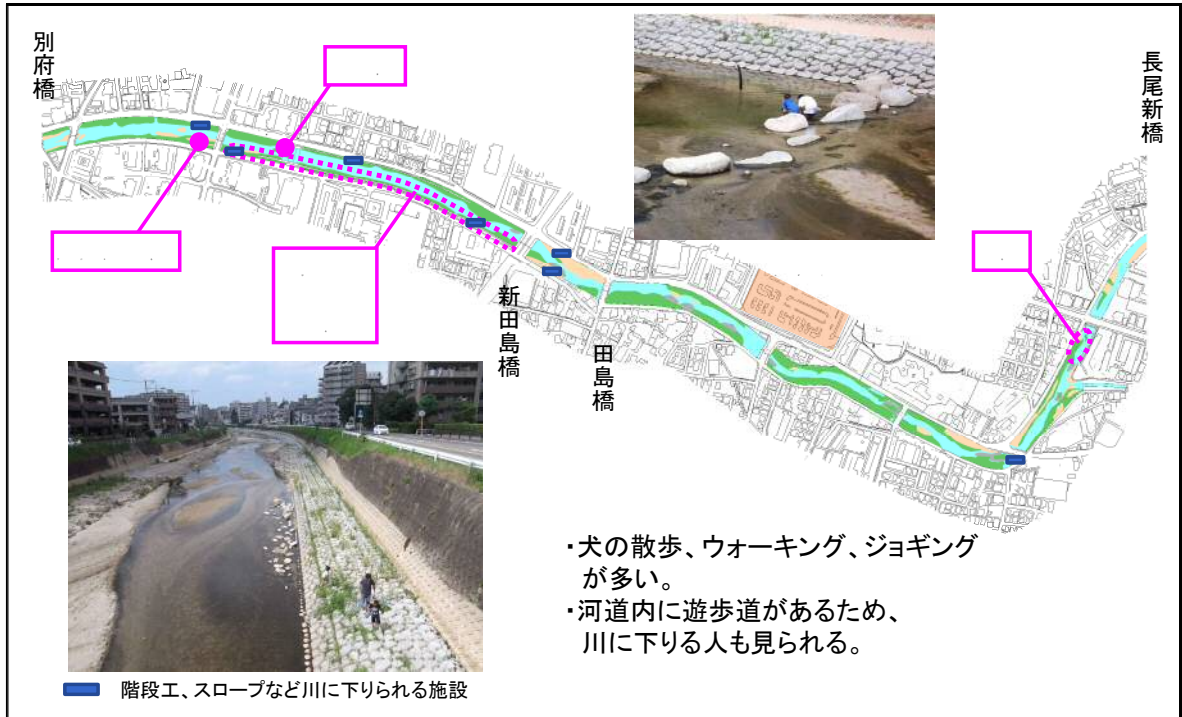 別府橋
長尾新橋
新田島橋
田島橋
・犬の散歩、ウォーキング、ジョギング
が多い。
・河道内に遊歩道があるため、
川に下りる人も見られる。
階段工、スロープなど川に下りられる施設